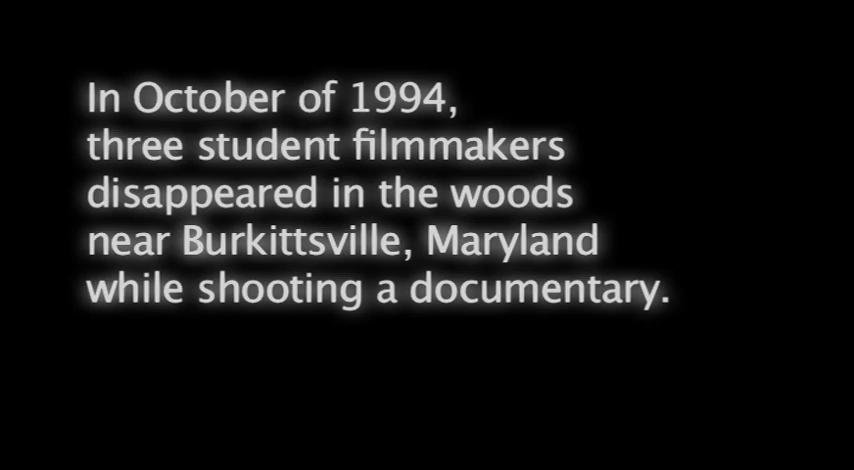 In October of 1994,
three student filmmakers
disappeared in the woods
near Burkittsville, Maryland
while shooting a documentary.